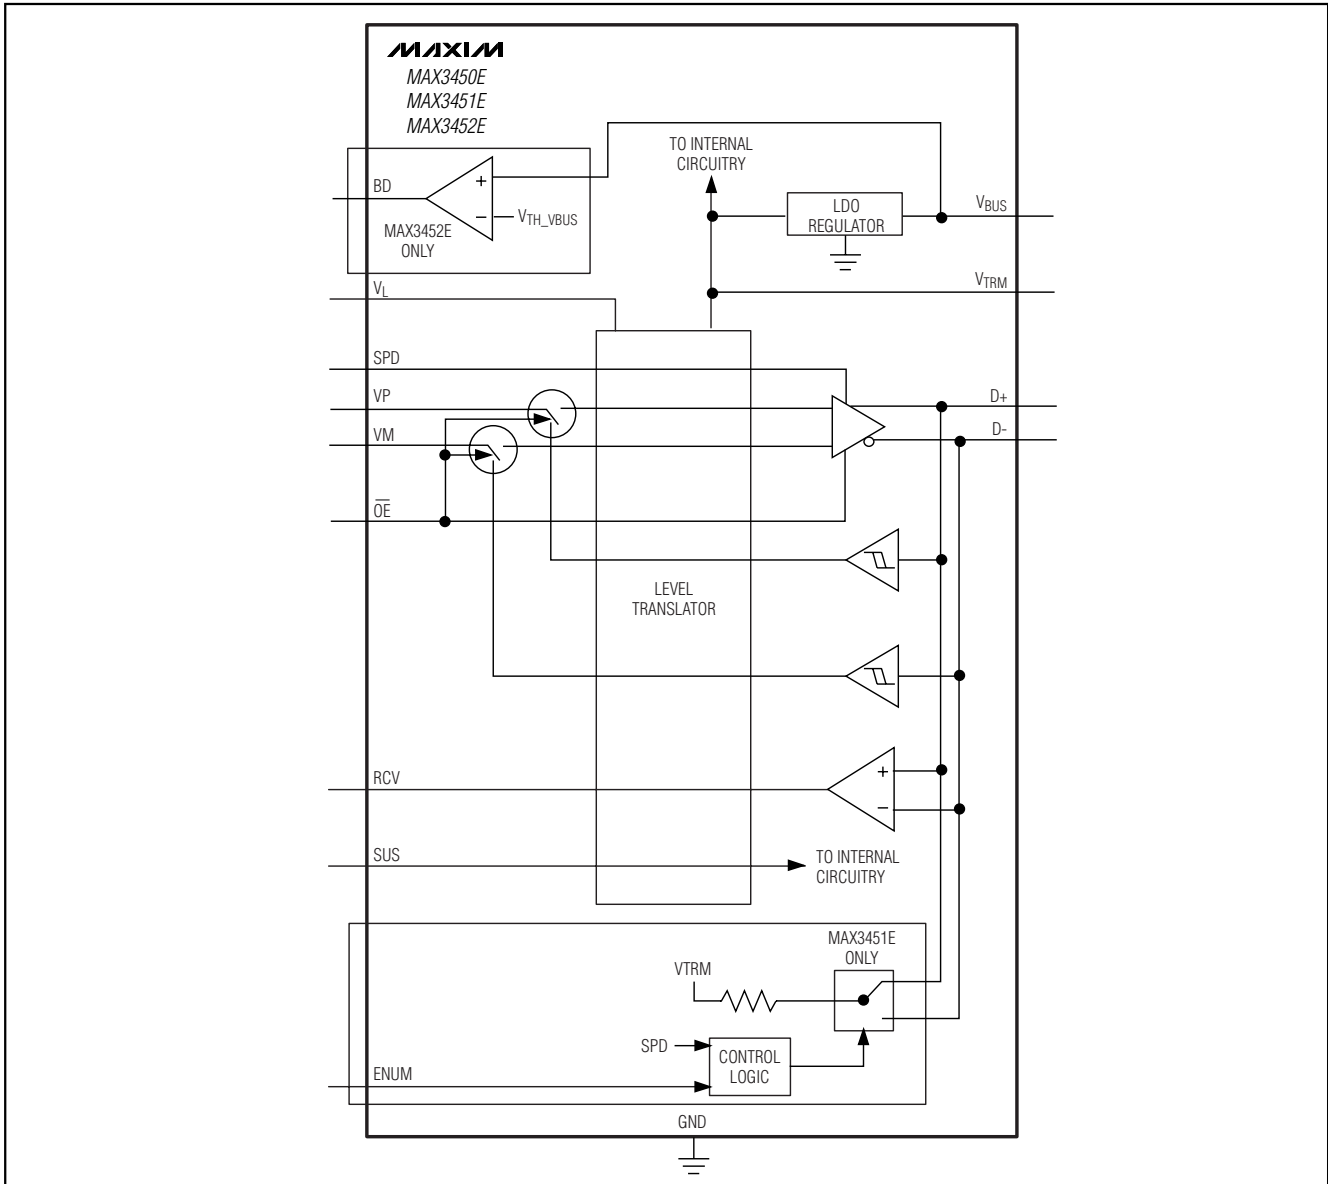 MAXIM
MAX3450E
MAX3451E
MAX3452E
TO INTERNAL
CIRCUITRY
BD
+
−
VTH_VBUS
MAX3452E
ONLY
LDO
REGULATOR
VBUS
VL
VTRM
SPD
VP
D+
VM
D-
OE
LEVEL
TRANSLATOR
RCV
+
−
SUS
TO INTERNAL
CIRCUITRY
MAX3451E
ONLY
VTRM
SPD
CONTROL
LOGIC
ENUM
GND